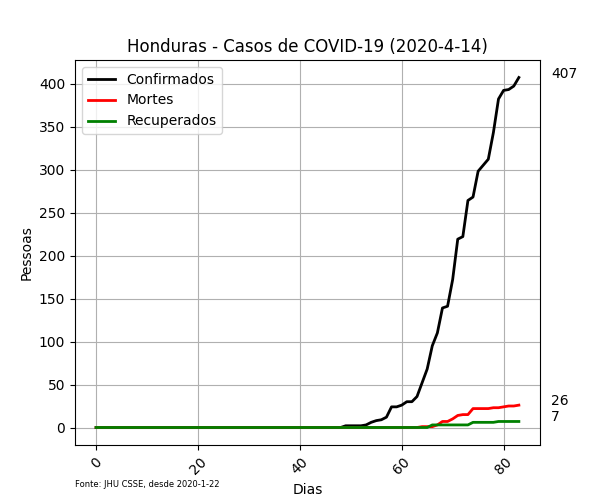 Honduras - Casos de COVID-19 (2020-4-14)
Confirmados
Mortes
Recuperados
407
400
350
300
250
200
150
100
50
0
26
7
Pessoas
0
20
40
60
80
Dias
Fonte: JHU CSSE, desde 2020-1-22